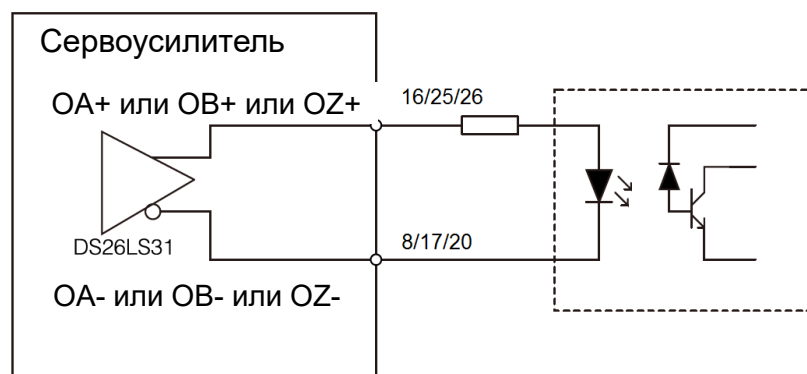 Сервоусилитель
OA+ или OB+ или OZ+
16/25/26
DS26LS31
8/17/20
OA- или OB- или OZ-